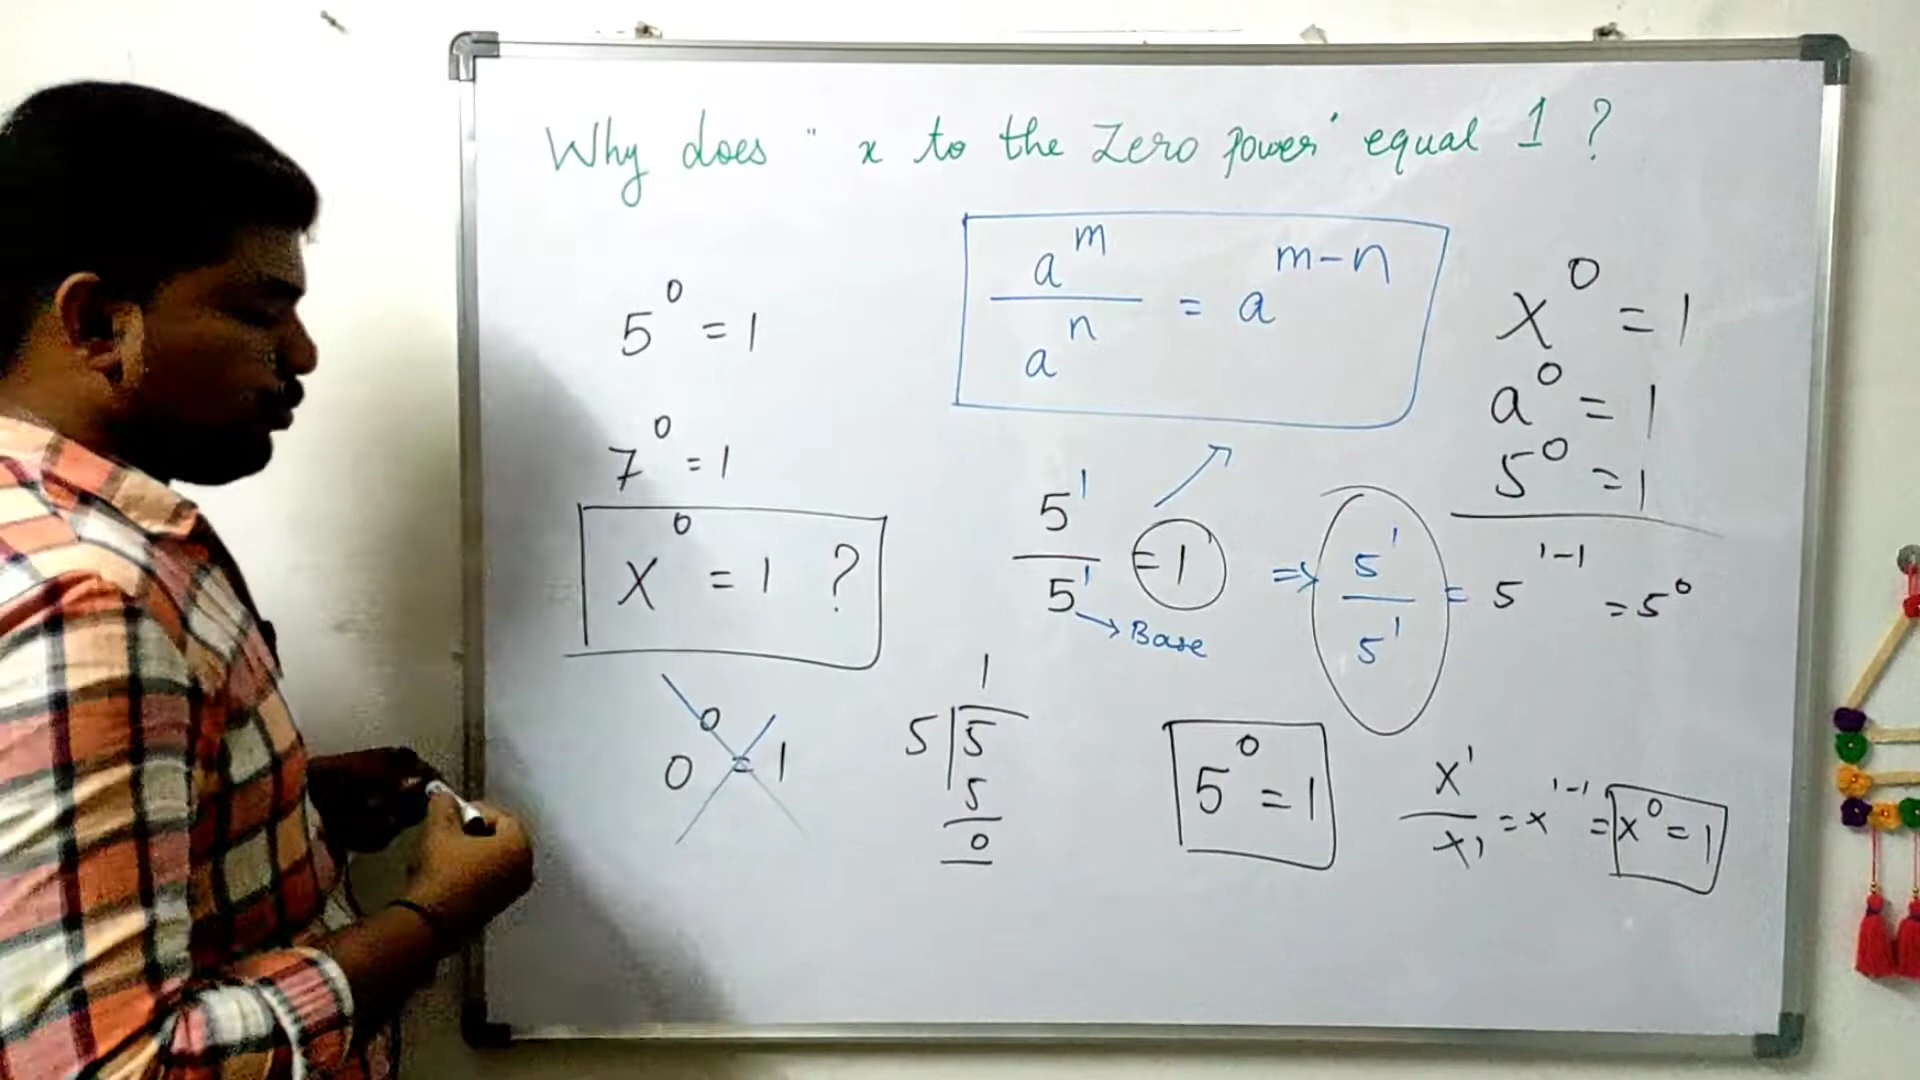 Why does "x to the Zero power" equal 1 ?
5⁰ = 1
7⁰ = 1
x⁰ = 1 ?
0⁰ = 1
aᵐ / aⁿ = aᵐ⁻ⁿ
5¹ / 5¹ = 1 ⇒ 5¹ / 5¹ = 5¹⁻¹ = 5⁰
→ Base
1
5 5
5
0
5⁰ = 1
x⁰ = 1
a⁰ = 1
5⁰ = 1
x¹ / x¹ = x¹⁻¹ = x⁰ = 1